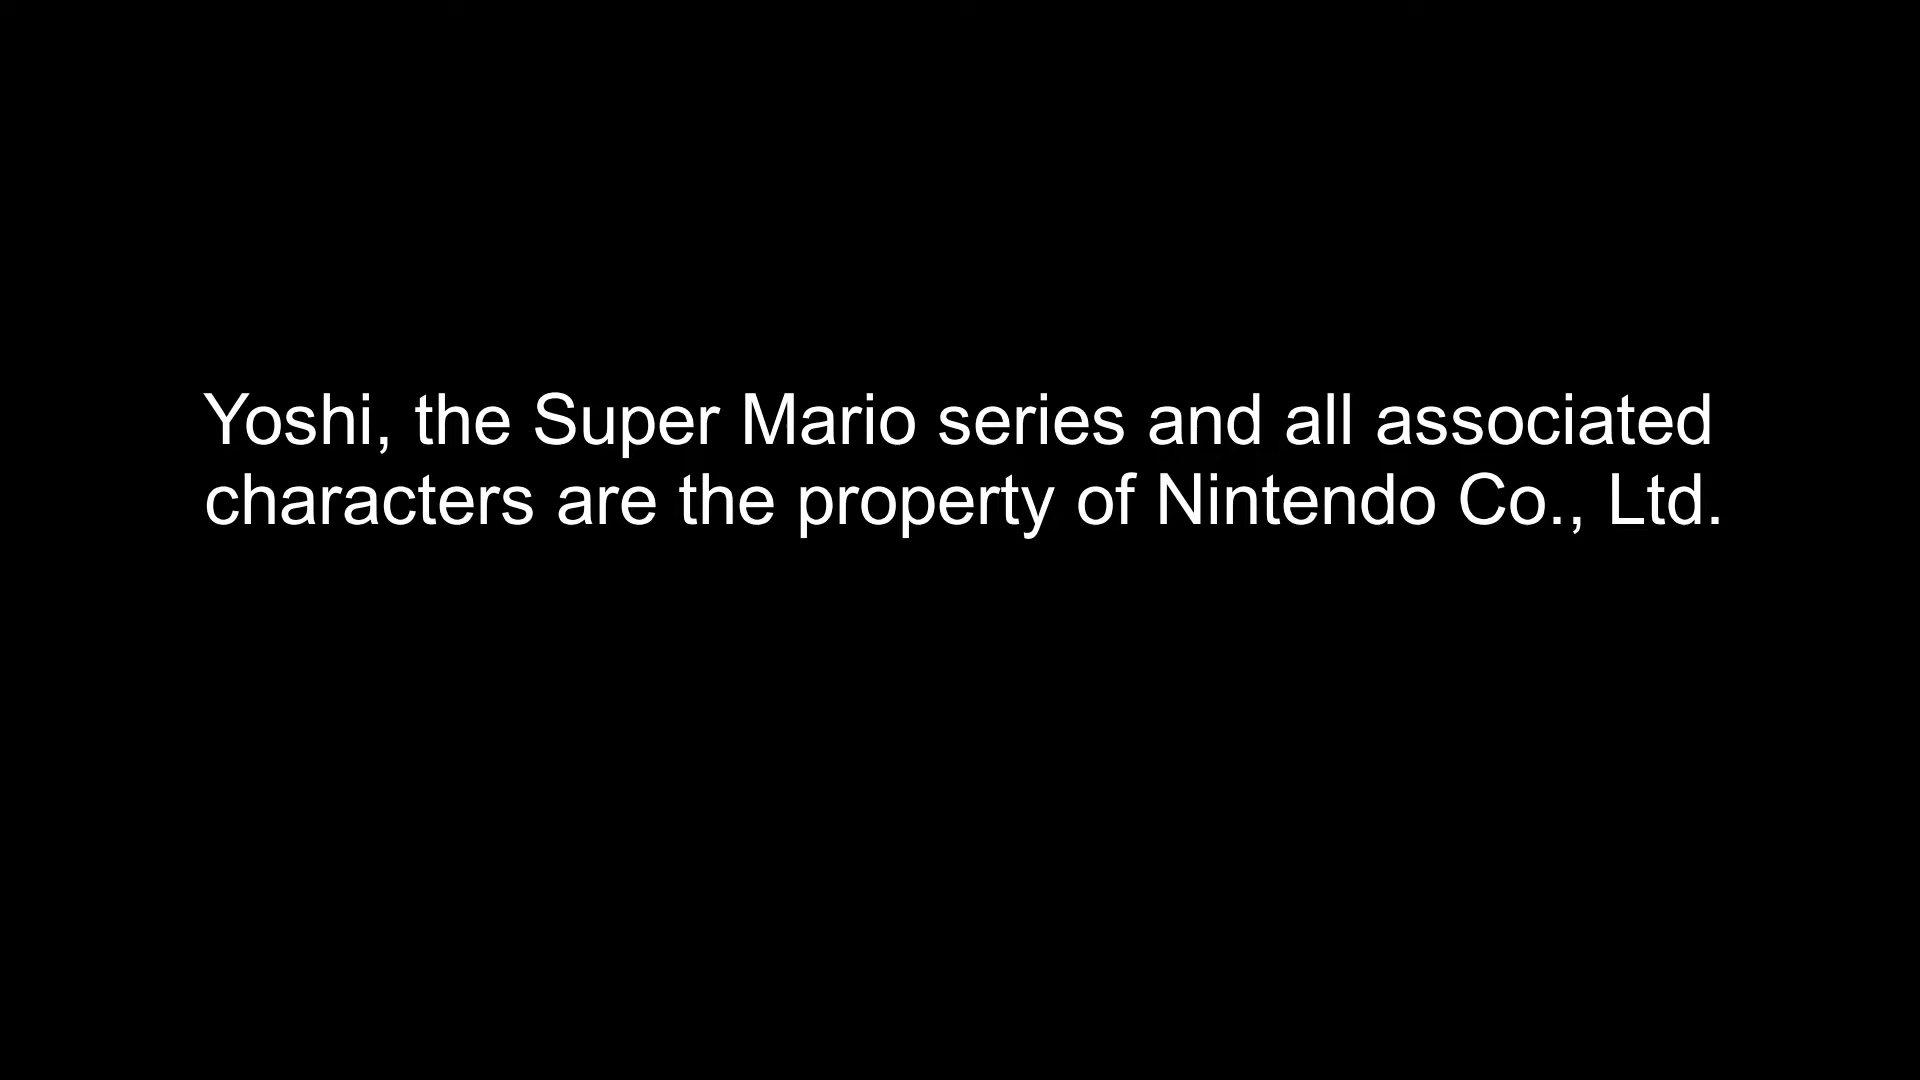 Yoshi, the Super Mario series and all associated
characters are the property of Nintendo Co., Ltd.